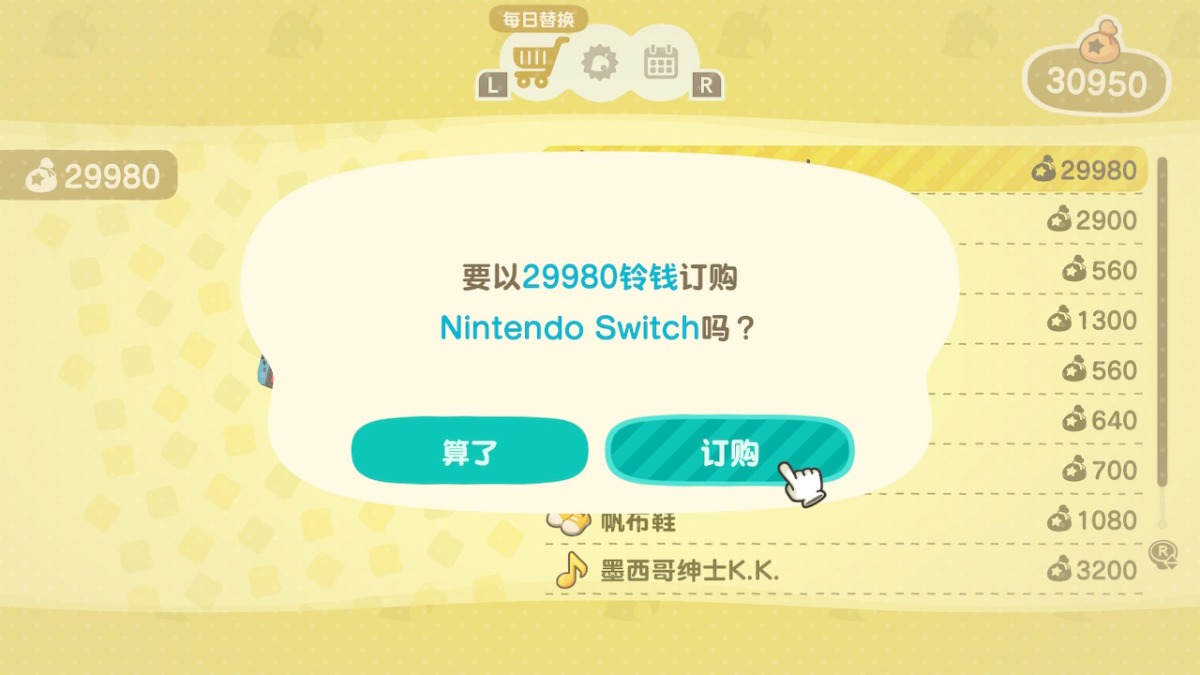 每日替换
L
R
30950
29980
29980
2900
560
1300
560
640
700
帆布鞋 1080
墨西哥绅士K.K. 3200
R
要以29980铃钱订购
Nintendo Switch吗？
算了
订购